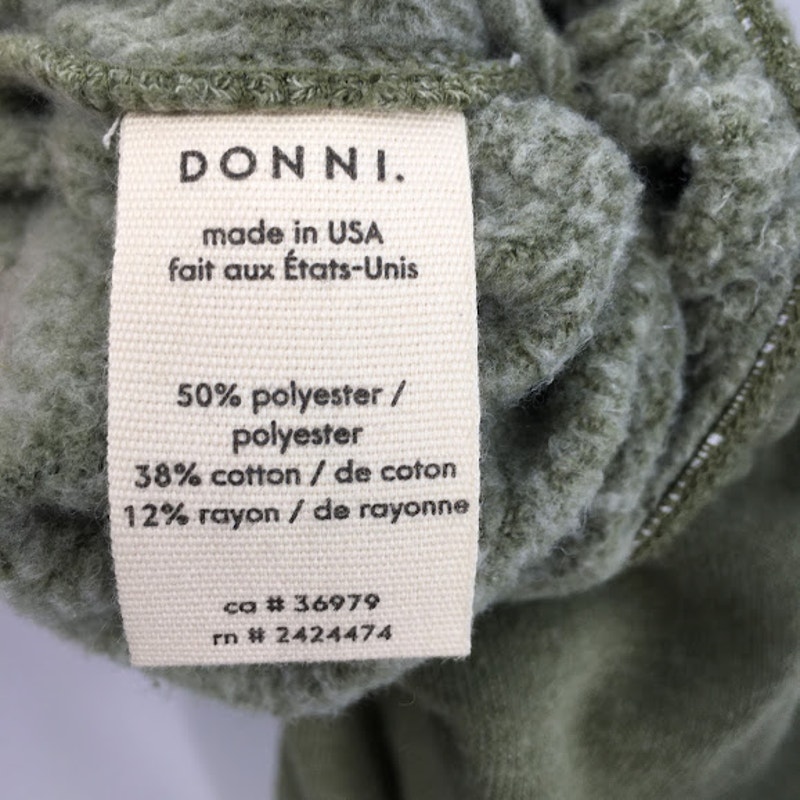 DONNI.
made in USA
fait aux États-Unis
50% polyester /
polyester
38% cotton / de coton
12% rayon / de rayonne
ca # 36979
rn # 2424474